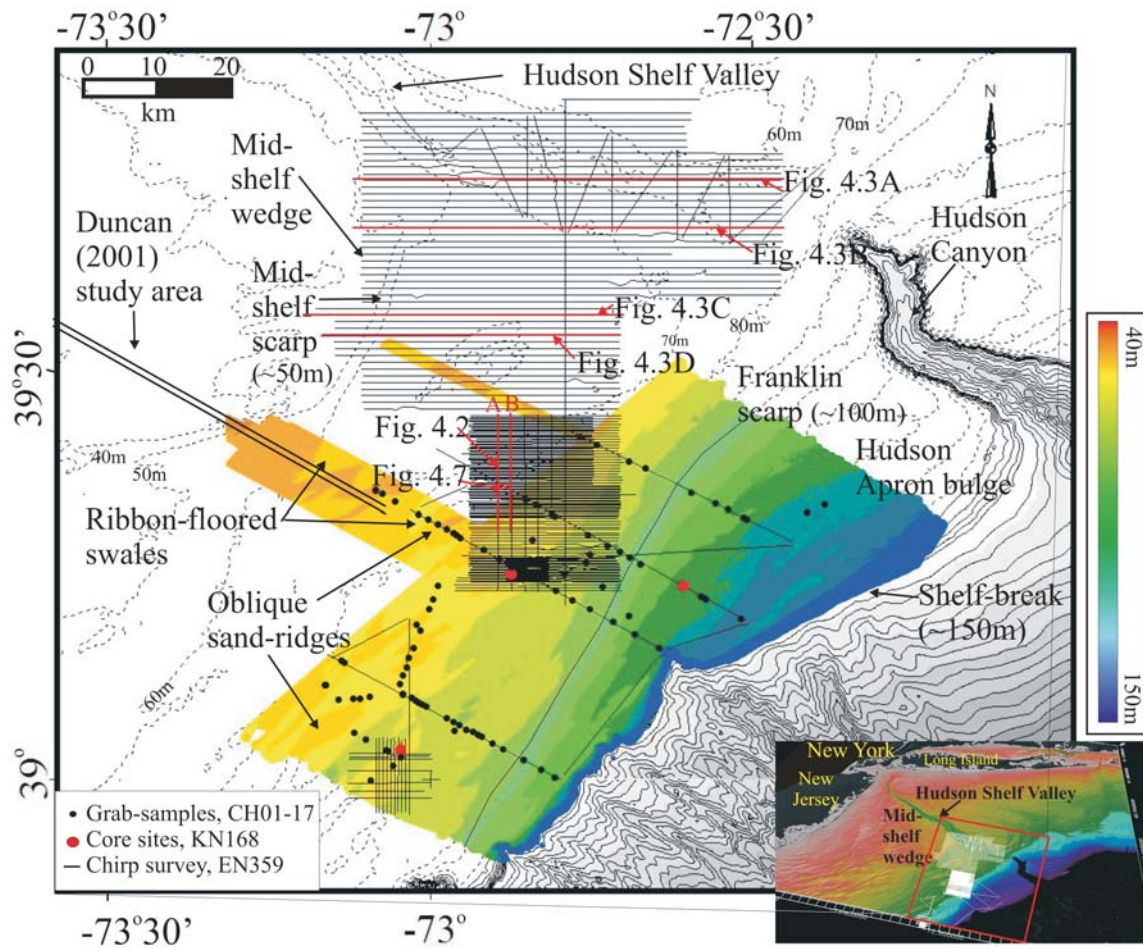 -73°30'
-73°
-72°30'
0
10
20
km
Hudson Shelf Valley
N
60m
70m
Mid-
shelf
wedge
Fig. 4.3A
Duncan
(2001)
study area
Hudson
Canyon
Fig. 4.3B
Mid-
shelf
scarp
(~50m)
Fig. 4.3C
80m
70m
Fig. 4.3D
39°30'
40m
Franklin
scarp (~100m)
A B
Fig. 4.2
Hudson
Apron bulge
40m
50m
Fig. 4.7
Ribbon-floored
swales
Oblique
sand-ridges
Shelf-break
(~150m)
60m
150m
39°
New York
Long Island
New
Jersey
Hudson Shelf Valley
Mid-
shelf
wedge
Grab-samples, CH01-17
Core sites, KN168
Chirp survey, EN359
-73°30'
-73°
-72°30'